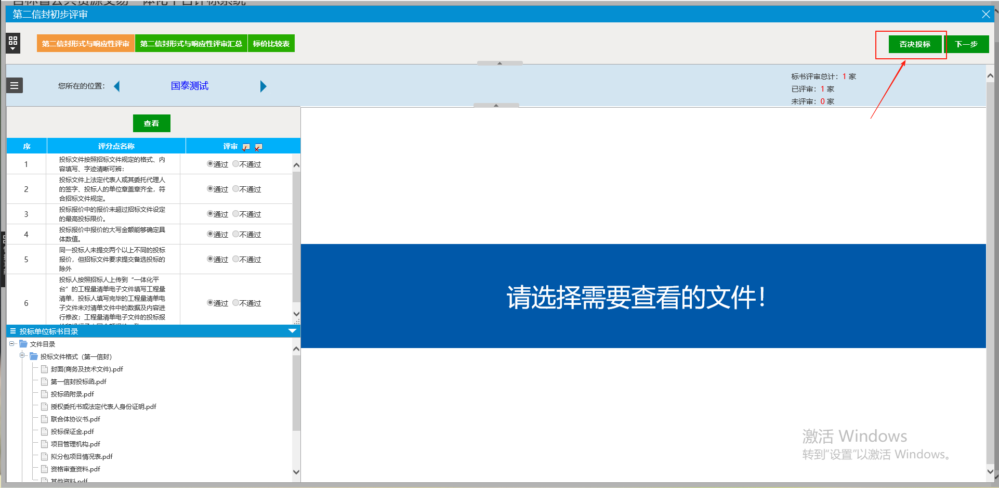 第二信封初步评审
第二信封形式与响应性评审
第二信封形式与响应性评审汇总
标价比较表
否决投标
下一步
您所在的位置：
国泰测试
标书评审总计：1 家
已评审：1 家
未评审：0 家
查看
序
评分点名称
评审
1
投标文件按照招标文件规定的格式、内
容填写、字迹清晰可辨：
通过 不通过
2
投标文件上法定代表人或其委托代理人
的签字、投标人的单位章盖章齐全，符
合招标文件规定。
通过 不通过
3
投标报价中的报价未超过招标文件设定
的最高投标限价。
通过 不通过
4
投标报价中报价的大写金额能够确定具
体数值。
通过 不通过
5
同一投标人未提交两个以上不同的投标
报价，但招标文件要求提交备选投标的
除外
通过 不通过
6
投标人按照招标人上传到“一体化平
台”的工程量清单电子文件填写工程量
清单，投标人填写完毕的工程量清单电
子文件未对清单文件中的数据及内容进
行修改；工程量清单电子文件的投标报
通过 不通过
请选择需要查看的文件！
投标单位标书目录
文件目录
投标文件格式（第一信封）
封面(商务及技术文件).pdf
第一信封投标函.pdf
投标函附录.pdf
授权委托书或法定代表人身份证明.pdf
联合体协议书.pdf
投标保证金.pdf
项目管理机构.pdf
拟分包项目情况表.pdf
资格审查资料.pdf
其他资料.pdf
激活 Windows
转到“设置”以激活 Windows。